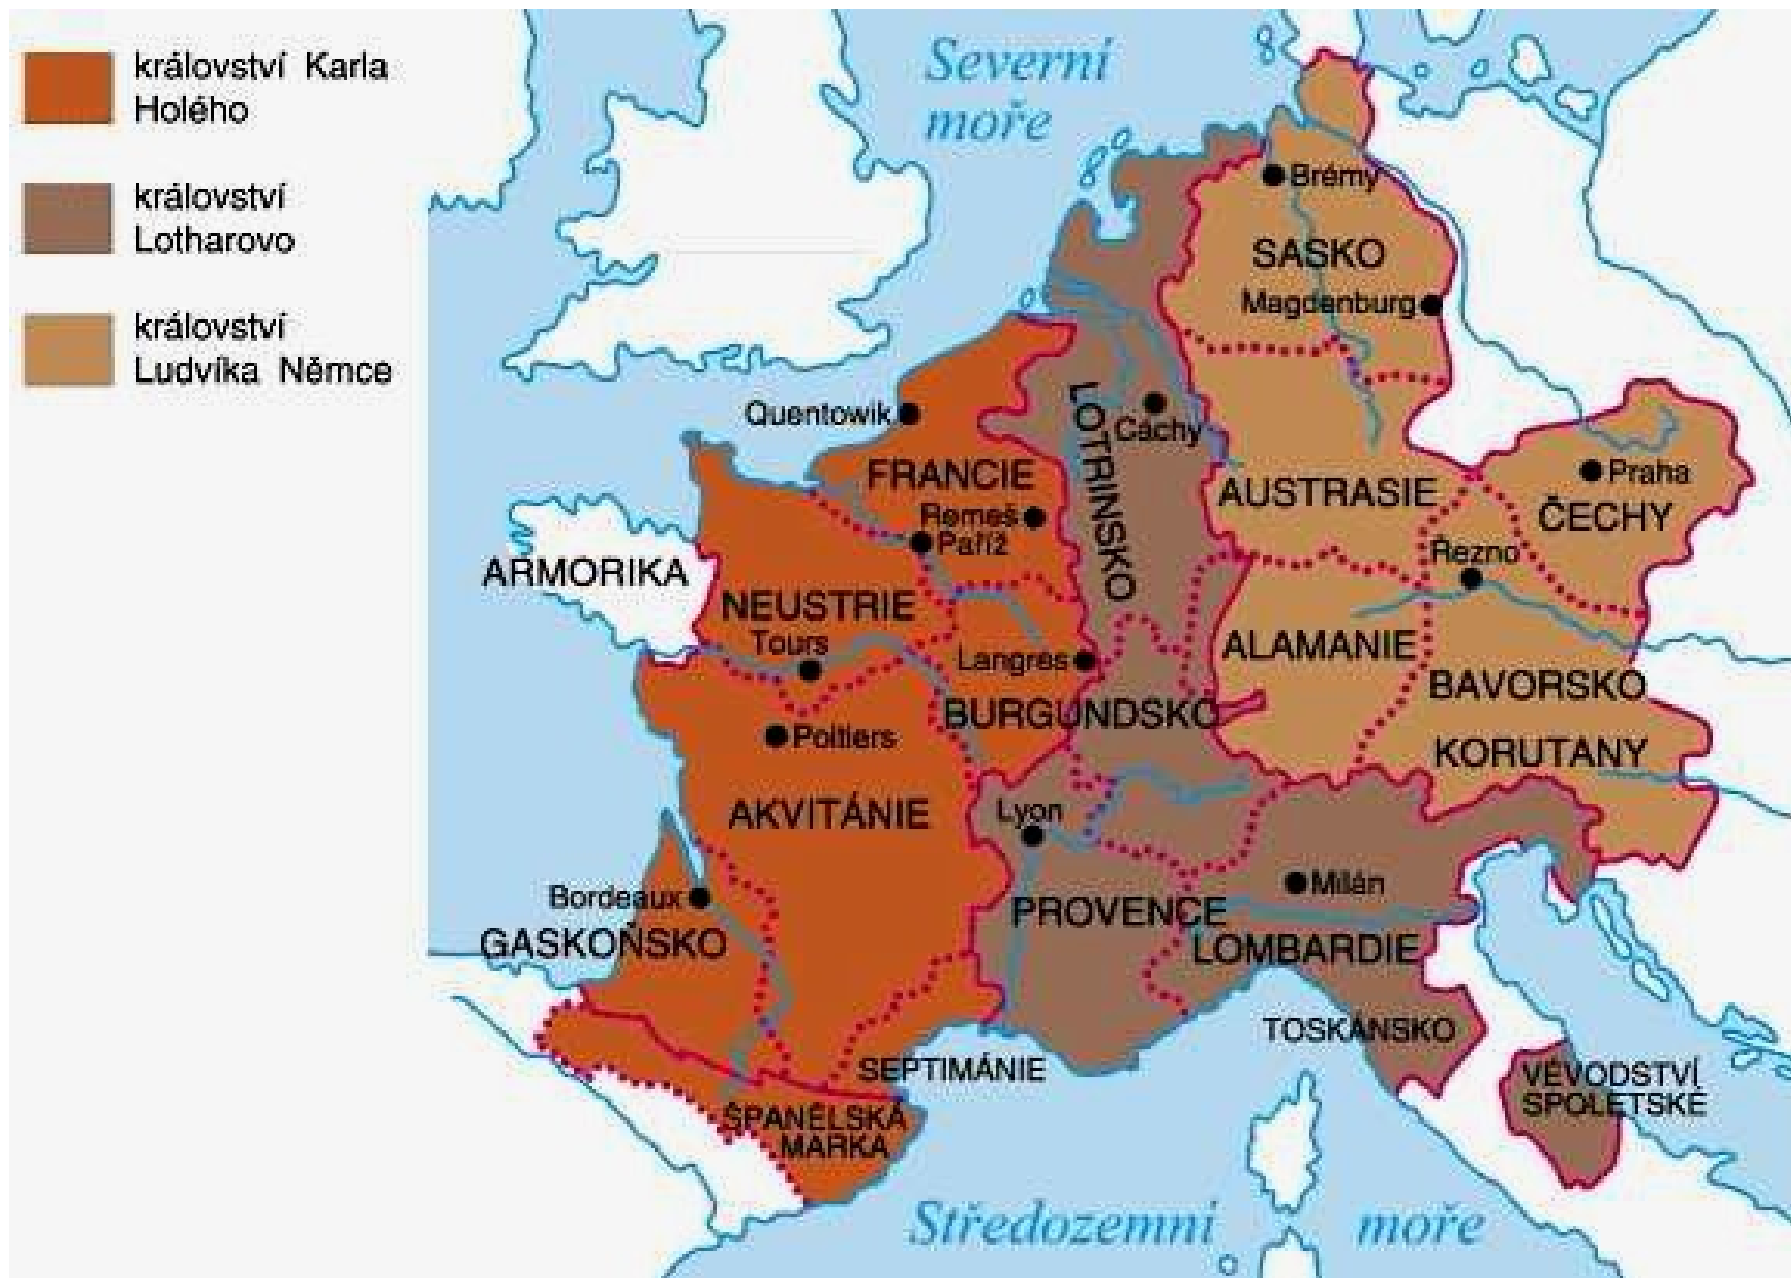 království Karla
Holého
království
Lotharovo
království
Ludvíka Němce
Severní
moře
Brémy
SASKO
Magdenburg
Quentowik
LOTRINSKO
Cáchy
FRANCIE
Remeš
Paříž
AUSTRASIE
Praha
ČECHY
Řezno
ARMORIKA
NEUSTRIE
Tours
Langres
ALAMANIE
BAVORSKO
BURGUNDSKO
Poitiers
KORUTANY
AKVITÁNIE
Lyon
Bordeaux
Milán
GASKOŇSKO
PROVENCE
LOMBARDIE
TOSKÁNSKO
SEPTIMÁNIE
VÉVODSTVÍ
SPOLETSKÉ
ŠPANĚLSKÁ
MARKA
Středozemní moře